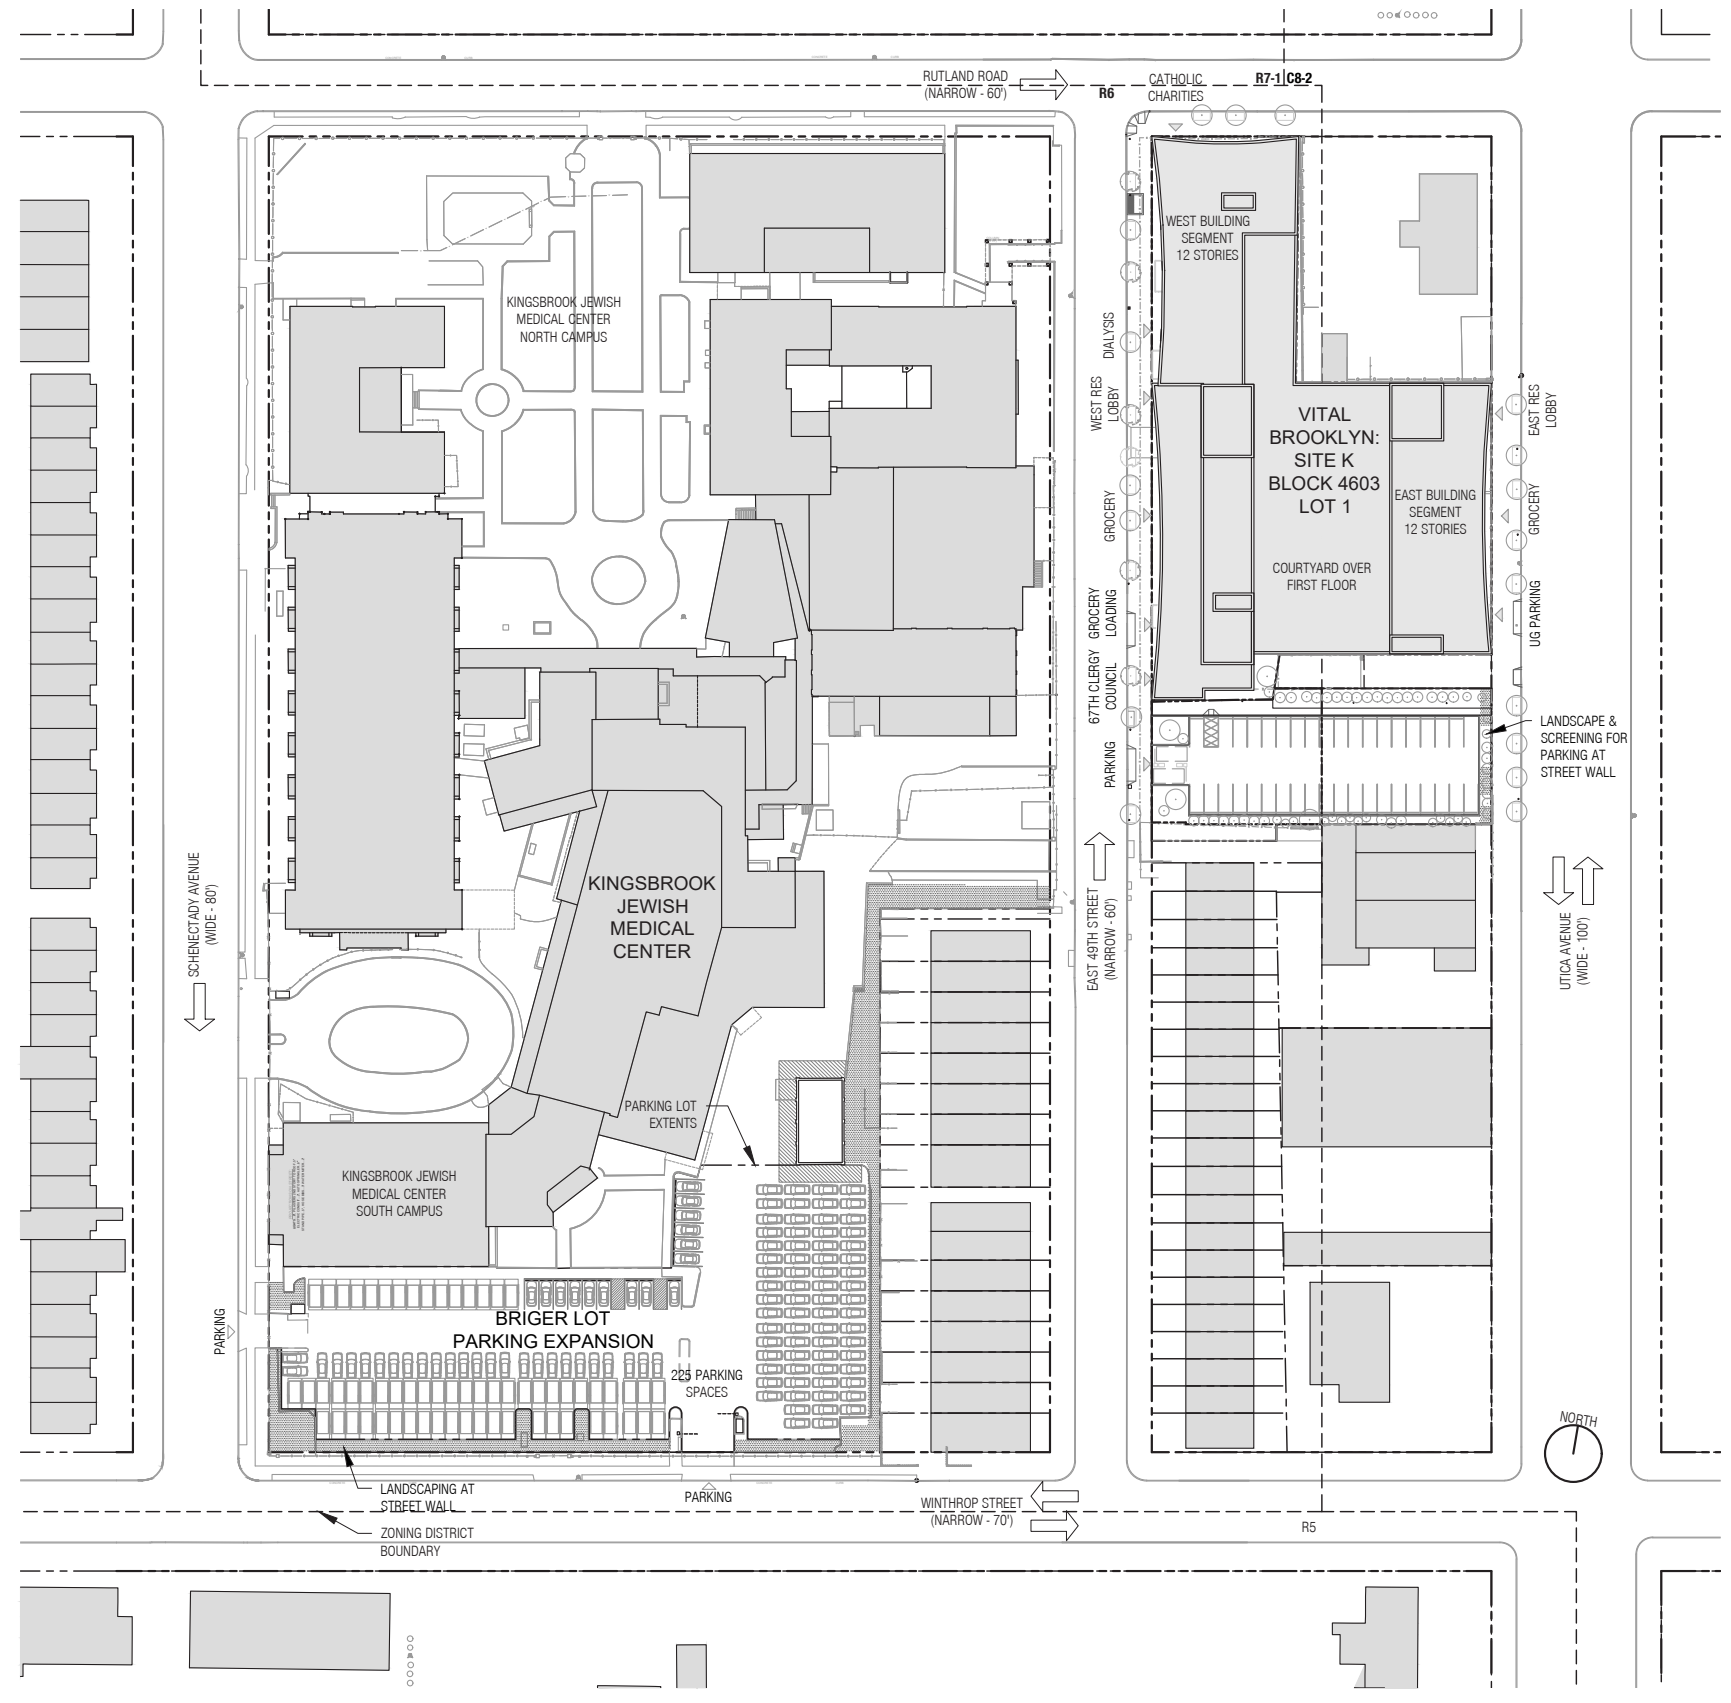 RUTLAND ROAD
(NARROW - 60')
R6
CATHOLIC
CHARITIES
R7-1
C8-2
WEST BUILDING
SEGMENT
12 STORIES
KINGSBROOK JEWISH
MEDICAL CENTER
NORTH CAMPUS
DIALYSIS
WEST RES
LOBBY
GROCERY
GROCERY
LOADING
67TH CLERGY
COUNCIL
PARKING
VITAL
BROOKLYN:
SITE K
BLOCK 4603
LOT 1
EAST BUILDING
SEGMENT
12 STORIES
COURTYARD OVER
FIRST FLOOR
EAST RES
LOBBY
GROCERY
UG PARKING
LANDSCAPE &
SCREENING FOR
PARKING AT
STREET WALL
SCHENECTADY AVENUE
(WIDE - 80')
KINGSBROOK
JEWISH
MEDICAL
CENTER
EAST 49TH STREET
(NARROW - 60')
UTICA AVENUE
(WIDE - 100')
PARKING LOT
EXTENTS
KINGSBROOK JEWISH
MEDICAL CENTER
SOUTH CAMPUS
PARKING
BRIGER LOT
PARKING EXPANSION
225 PARKING
SPACES
NORTH
LANDSCAPING AT
STREET WALL
PARKING
WINTHROP STREET
(NARROW - 70')
R5
ZONING DISTRICT
BOUNDARY